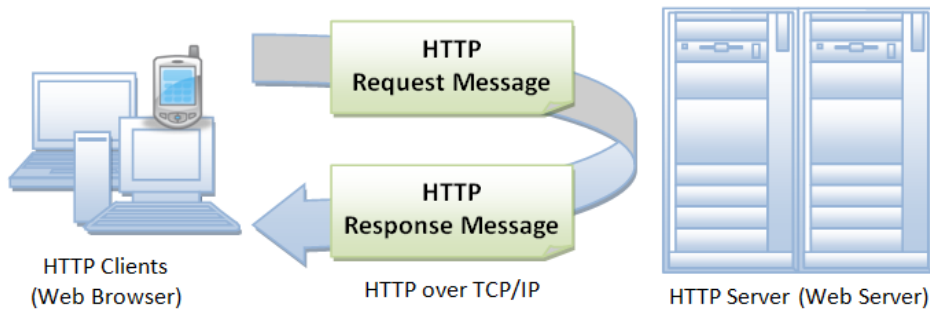 HTTP
Request Message
HTTP
Response Message
HTTP Clients
(Web Browser)
HTTP over TCP/IP
HTTP Server (Web Server)